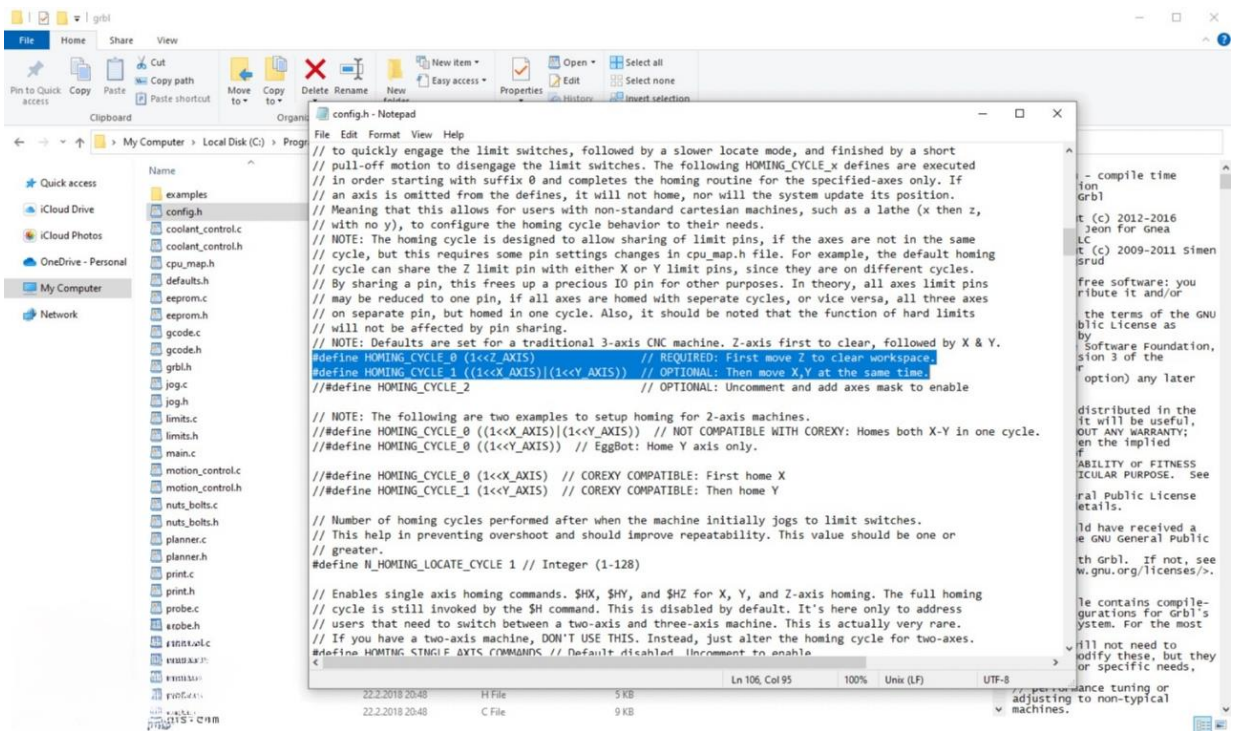 grbl
File Home Share View
Pin to Quick access
Copy
Paste
Cut
Copy path
Paste shortcut
Move to
Copy to
Delete
Rename
New
New item
Easy access
Properties
Open
Edit
History
Select all
Select none
Invert selection
Clipboard
My Computer > Local Disk (C:) >
Name
Quick access
iCloud Drive
iCloud Photos
OneDrive - Personal
My Computer
Network
examples
config.h
coolant_control.c
coolant_control.h
cpu_map.h
defaults.h
eeprom.c
eeprom.h
gcode.c
gcode.h
grbl.h
jog.c
jog.h
limits.c
limits.h
main.c
motion_control.c
motion_control.h
nuts_bolts.c
nuts_bolts.h
planner.c
planner.h
print.c
print.h
probe.c
22.2.2018 20:48 H File 5 KB
22.2.2018 20:48 C File 9 KB
config.h - Notepad
File Edit Format View Help
// to quickly engage the limit switches, followed by a slower locate mode, and finished by a short
// pull-off motion to disengage the limit switches. The following HOMING_CYCLE_x defines are executed
// in order starting with suffix 0 and completes the homing routine for the specified-axes only. If
// an axis is omitted from the defines, it will not home, nor will the system update its position.
// Meaning that this allows for users with non-standard cartesian machines, such as a lathe (x then z,
// with no y), to configure the homing cycle behavior to their needs.
// NOTE: The homing cycle is designed to allow sharing of limit pins, if the axes are not in the same
// cycle, but this requires some pin settings changes in cpu_map.h file. For example, the default homing
// cycle can share the Z limit pin with either X or Y limit pins, since they are on different cycles.
// By sharing a pin, this frees up a precious IO pin for other purposes. In theory, all axes limit pins
// may be reduced to one pin, if all axes are homed with seperate cycles, or vice versa, all three axes
// on separate pin, but homed in one cycle. Also, it should be noted that the function of hard limits
// will not be affected by pin sharing.
// NOTE: Defaults are set for a traditional 3-axis CNC machine. Z-axis first to clear, followed by X & Y.
#define HOMING_CYCLE_0 (1<<Z_AXIS) // REQUIRED: First move Z to clear workspace.
#define HOMING_CYCLE_1 ((1<<X_AXIS)|(1<<Y_AXIS)) // OPTIONAL: Then move X,Y at the same time.
//#define HOMING_CYCLE_2 // OPTIONAL: Uncomment and add axes mask to enable
// NOTE: The following are two examples to setup homing for 2-axis machines.
//#define HOMING_CYCLE_0 ((1<<X_AXIS)|(1<<Y_AXIS)) // NOT COMPATIBLE WITH COREXY: Homes both X-Y in one cycle.
//#define HOMING_CYCLE_0 ((1<<Y_AXIS)) // EggBot: Home Y axis only.
//#define HOMING_CYCLE_0 (1<<X_AXIS) // COREXY COMPATIBLE: First home X
//#define HOMING_CYCLE_1 (1<<Y_AXIS) // COREXY COMPATIBLE: Then home Y
// Number of homing cycles performed after when the machine initially jogs to limit switches.
// This help in preventing overshoot and should improve repeatability. This value should be one or
// greater.
#define N_HOMING_LOCATE_CYCLE 1 // Integer (1-128)
// Enables single axis homing commands. $HX, $HY, and $HZ for X, Y, and Z-axis homing. The full homing
// cycle is still invoked by the $H command. This is disabled by default. It's here only to address
// users that need to switch between a two-axis and three-axis machine. This is actually very rare.
// If you have a two-axis machine, DON'T USE THIS. Instead, just alter the homing cycle for two-axes.
#define HOMING_SINGLE_AXIS_COMMANDS // Default disabled. Uncomment to enable
Ln 106, Col 95 100% Unix (LF) UTF-8
- compile time
Grbl
(c) 2012-2016
Jeon for Gnea
(c) 2009-2011 Simen
free software: you
and/or
the terms of the GNU
License as
by
Software Foundation,
3 of the
option) any later
distributed in the
it will be useful,
WARRANTY;
the implied
or FITNESS
PURPOSE. See
Public License
details.
have received a
GNU General Public
Grbl. If not, see
contains compile-
for Grbl's
For the most
not need to
these, but they
or specific needs,
// performance tuning or
adjusting to non-typical
machines.